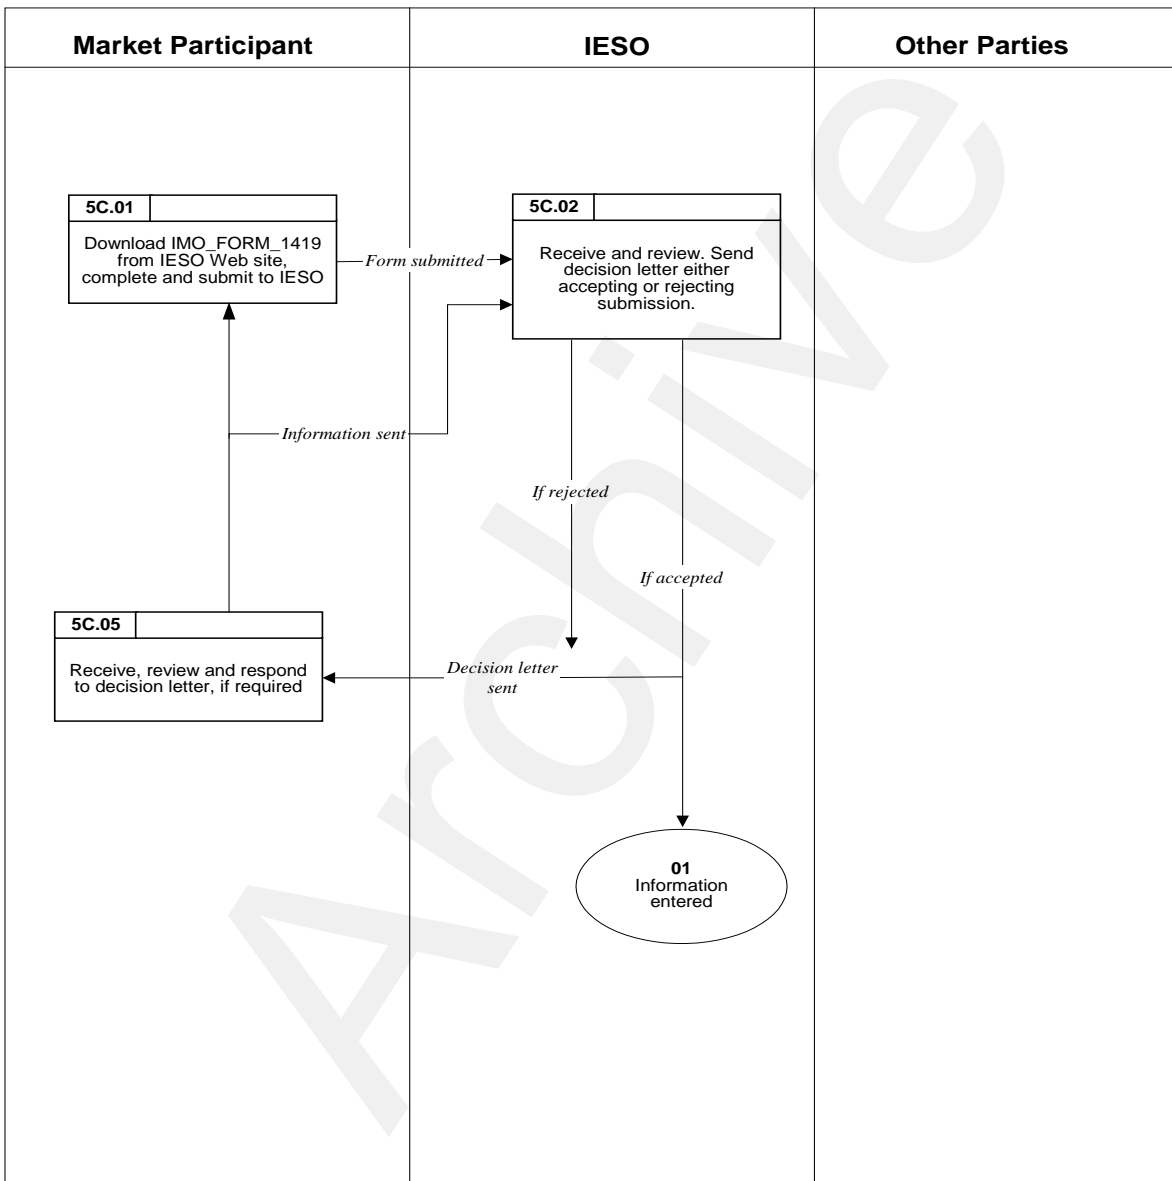 Market Participant
IESO
Other Parties
5C.01
Download IMO_FORM_1419
from IESO Web site,
complete and submit to IESO
Form submitted
5C.02
Receive and review. Send
decision letter either
accepting or rejecting
submission.
Information sent
If rejected
If accepted
5C.05
Receive, review and respond
to decision letter, if required
Decision letter
sent
01
Information
entered
Archive